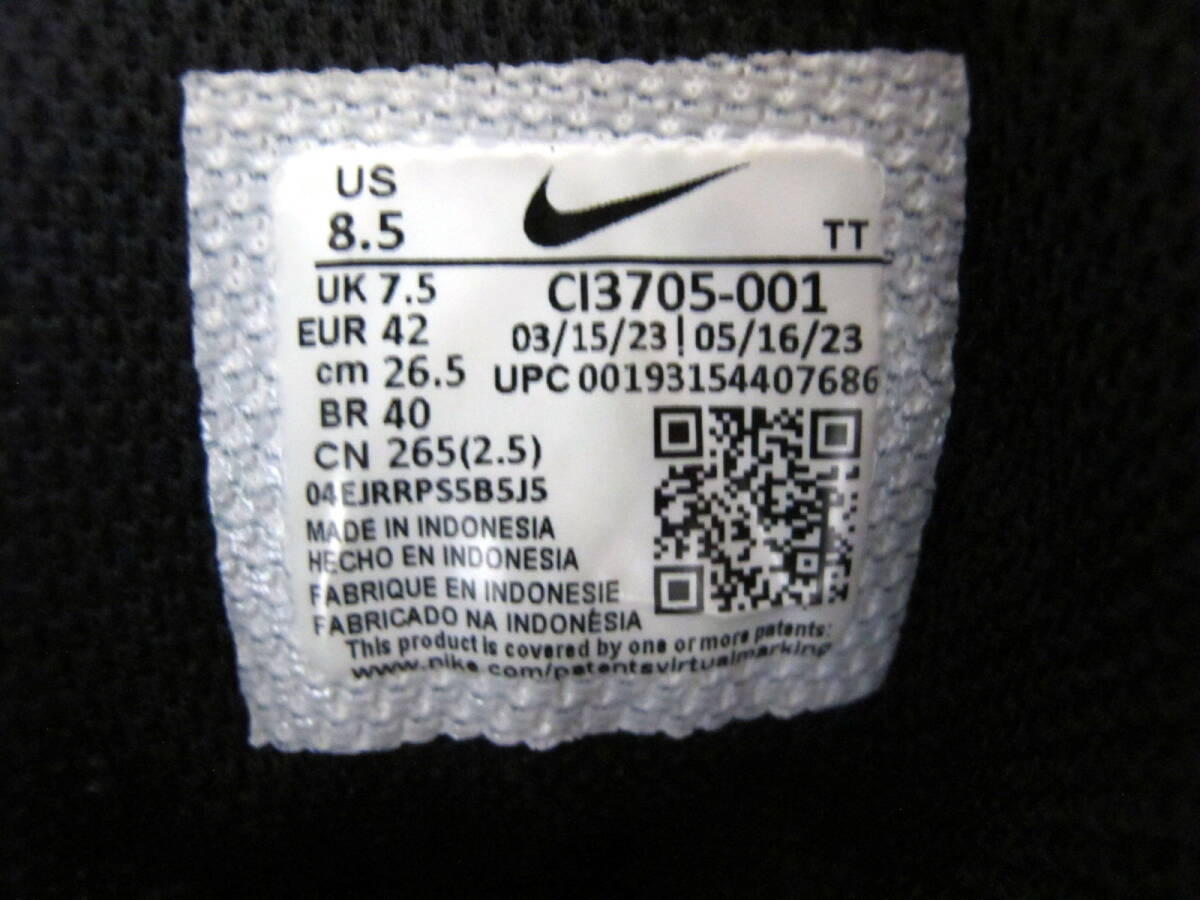 US
8.5
TT
UK 7.5
EUR 42
cm 26.5
BR 40
CN 265(2.5)
04EJRRPS5B5J5
CI3705-001
03/15/23 | 05/16/23
UPC 00193154407686
MADE IN INDONESIA
HECHO EN INDONESIA
FABRIQUE EN INDONESIE
FABRICADO NA INDONÉSIA
This product is covered by one or more patents:
www.nike.com/patentsvirtualmarking